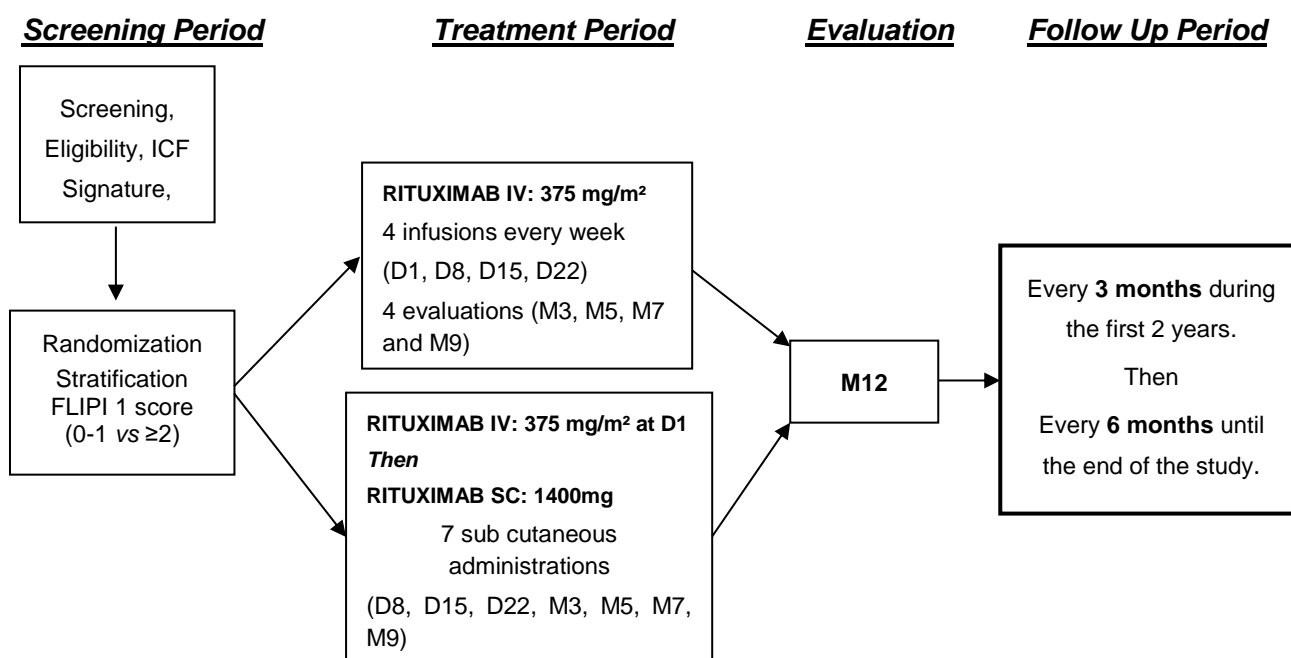 Screening Period
Treatment Period
Evaluation
Follow Up Period
Screening,
Eligibility, ICF
Signature,
Randomization
Stratification
FLIPI 1 score
(0-1 vs ≥2)
RITUXIMAB IV: 375 mg/m²
4 infusions every week
(D1, D8, D15, D22)
4 evaluations (M3, M5, M7
and M9)
RITUXIMAB IV: 375 mg/m² at D1
Then
RITUXIMAB SC: 1400mg
7 sub cutaneous
administrations
(D8, D15, D22, M3, M5, M7,
M9)
M12
Every 3 months during
the first 2 years.
Then
Every 6 months until
the end of the study.